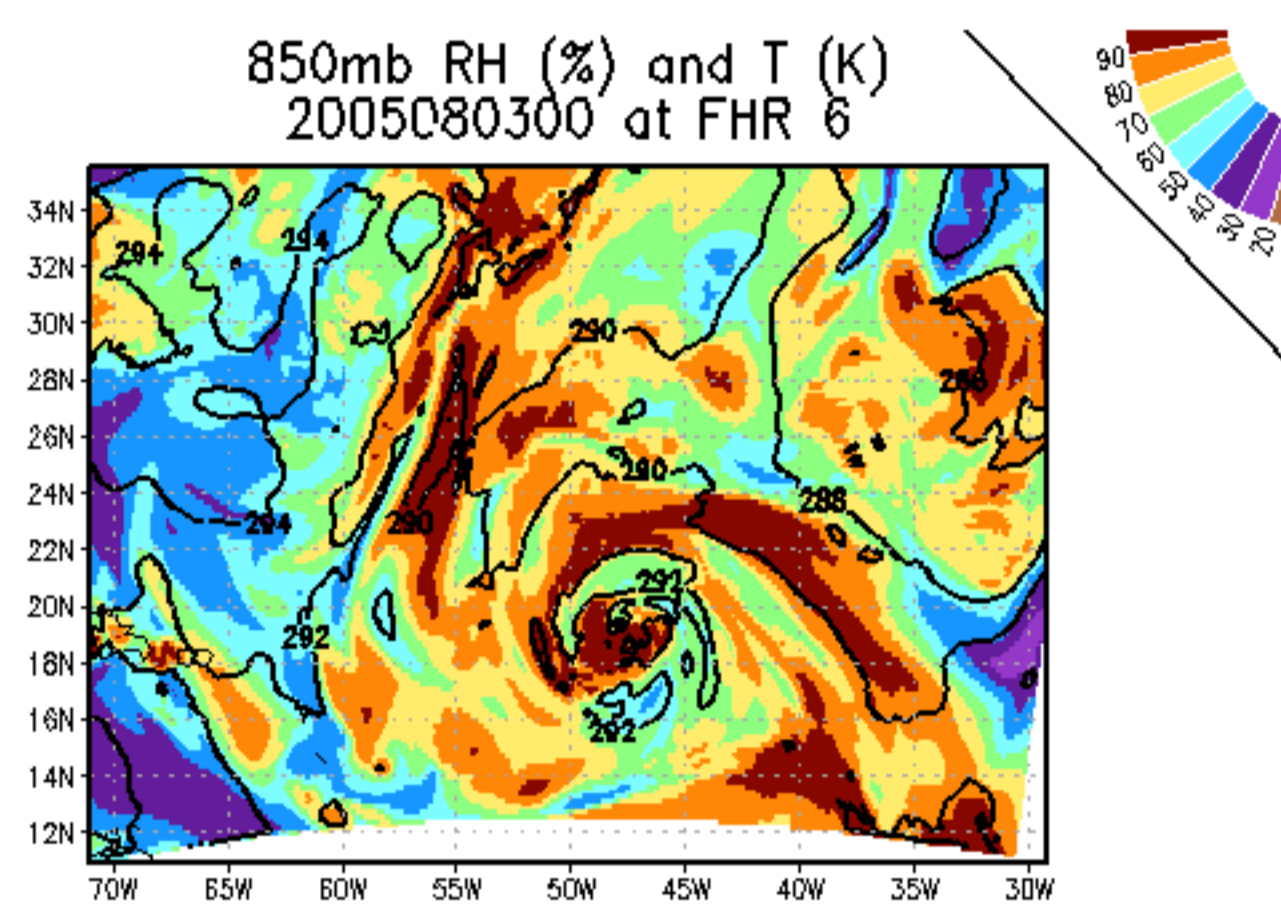 850mb RH (%) and T (K)
2005080300 at FHR 6
90
80
70
60
50
40
30
20
34N
32N
30N
28N
26N
24N
22N
20N
18N
16N
14N
12N
70W
65W
60W
55W
50W
45W
40W
35W
30W
294
294
290
288
290
288
294
290
292
292
292